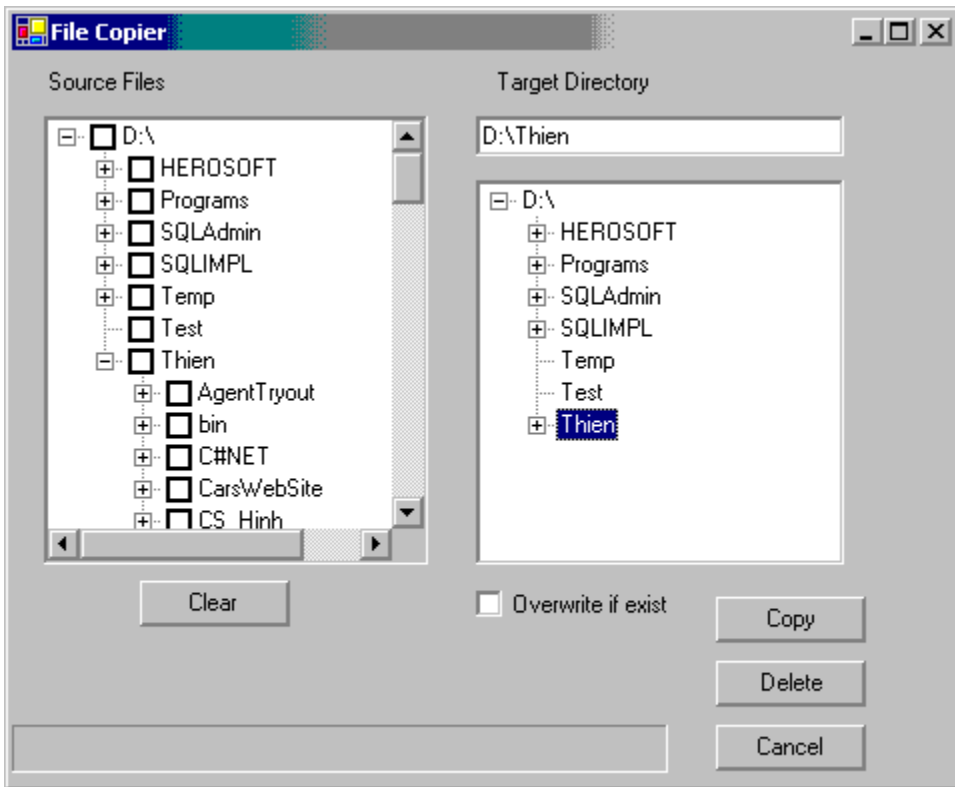 File Copier
Source Files
Target Directory
D:\
HEROSOFT
Programs
SQLAdmin
SQLIMPL
Temp
Test
Thien
AgentTryout
bin
C#NET
CarsWebSite
CS_Hinh
D:\Thien
D:\
HEROSOFT
Programs
SQLAdmin
SQLIMPL
Temp
Test
Thien
Clear
Overwrite if exist
Copy
Delete
Cancel